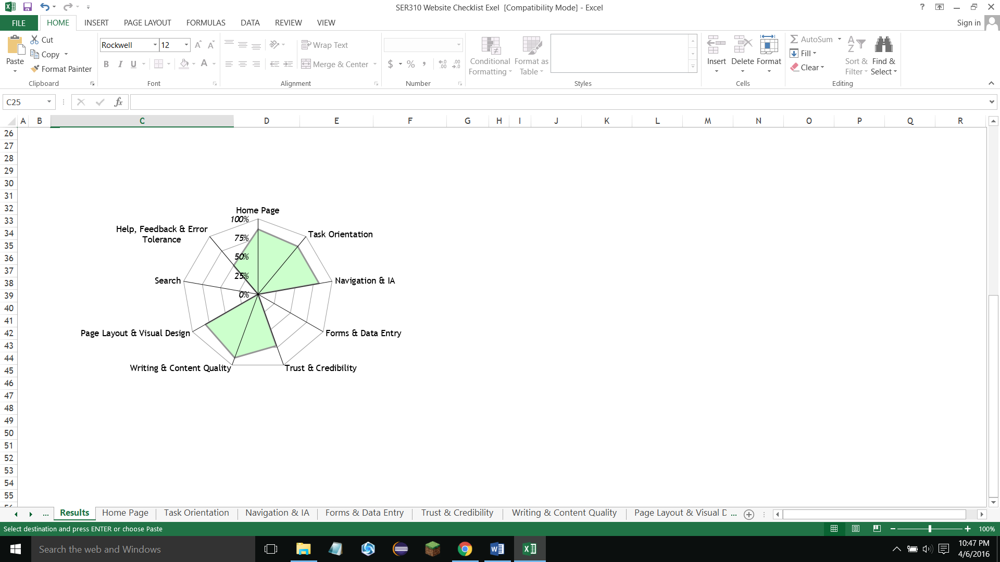 SER310 Website Checklist Exel  [Compatibility Mode] - Excel
?
FILE HOME INSERT PAGE LAYOUT FORMULAS DATA REVIEW VIEW Sign in
Paste
Cut
Copy
Format Painter
Clipboard
Rockwell 12 A A
B I U A
Font
Wrap Text
Merge & Center
Alignment
$ % , .00 .0
Number
Conditional Formatting
Format as Table
Styles
Insert Delete Format
Cells
AutoSum
Fill
Clear
Sort & Filter
Find & Select
Editing
C25 fx
A B C D E F G H I J K L M N O P Q R
26
27
28
29
30
31
32
33
34
35
36
37
38
39
40
41
42
43
44
45
46
47
48
49
50
51
52
53
54
55
Home Page
100%
Help, Feedback & Error
Tolerance
Task Orientation
75%
50%
25%
Search
Navigation & IA
0%
Page Layout & Visual Design
Forms & Data Entry
Writing & Content Quality
Trust & Credibility
... Results Home Page Task Orientation Navigation & IA Forms & Data Entry Trust & Credibility Writing & Content Quality Page Layout & Visual D ...
Select destination and press ENTER or choose Paste 100%
Search the web and Windows
10:47 PM
4/6/2016